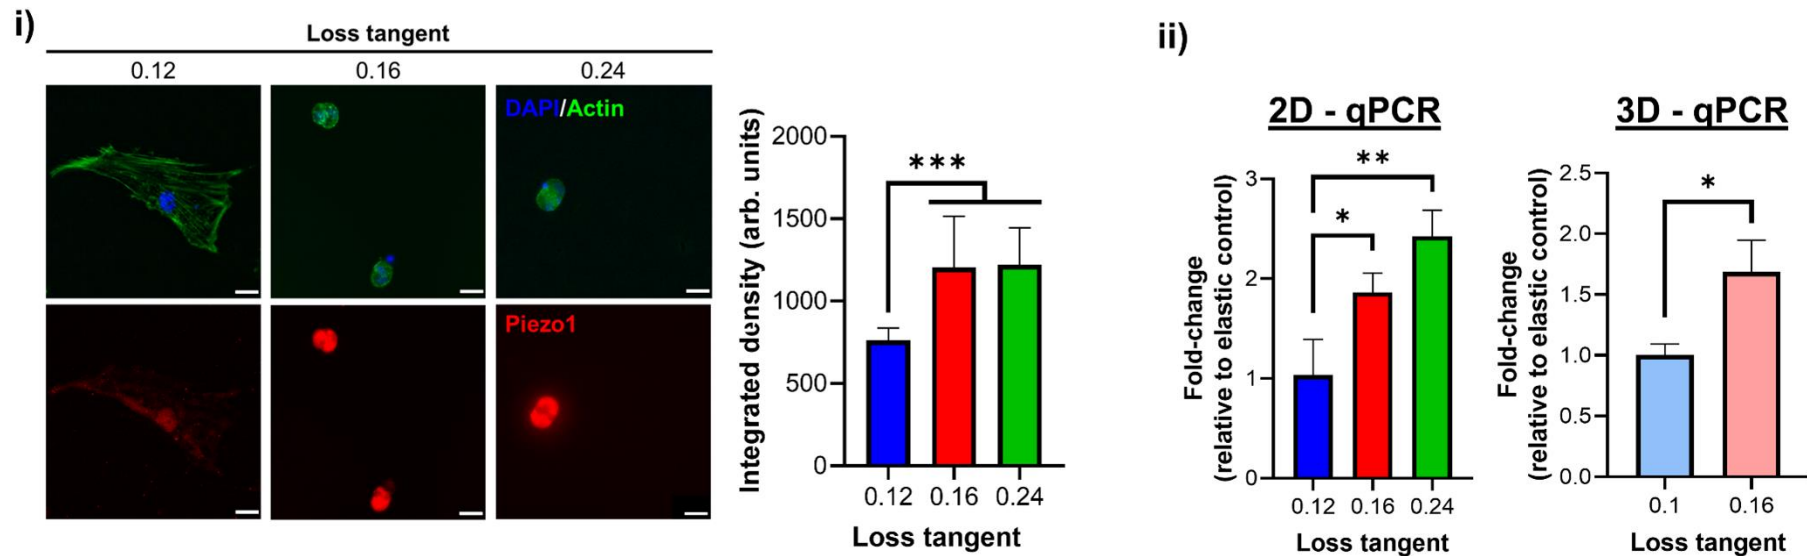 i)
Loss tangent
0.12 0.16 0.24
DAPI/Actin
Piezo1
Integrated density (arb. units)
2000
1500
1000
500
0
***
0.12 0.16 0.24
Loss tangent
ii)
2D - qPCR
Fold-change
(relative to elastic control)
3
2
1
0
**
*
0.12 0.16 0.24
Loss tangent
3D - qPCR
Fold-change
(relative to elastic control)
2.5
2.0
1.5
1.0
0.5
0.0
*
0.1 0.16
Loss tangent